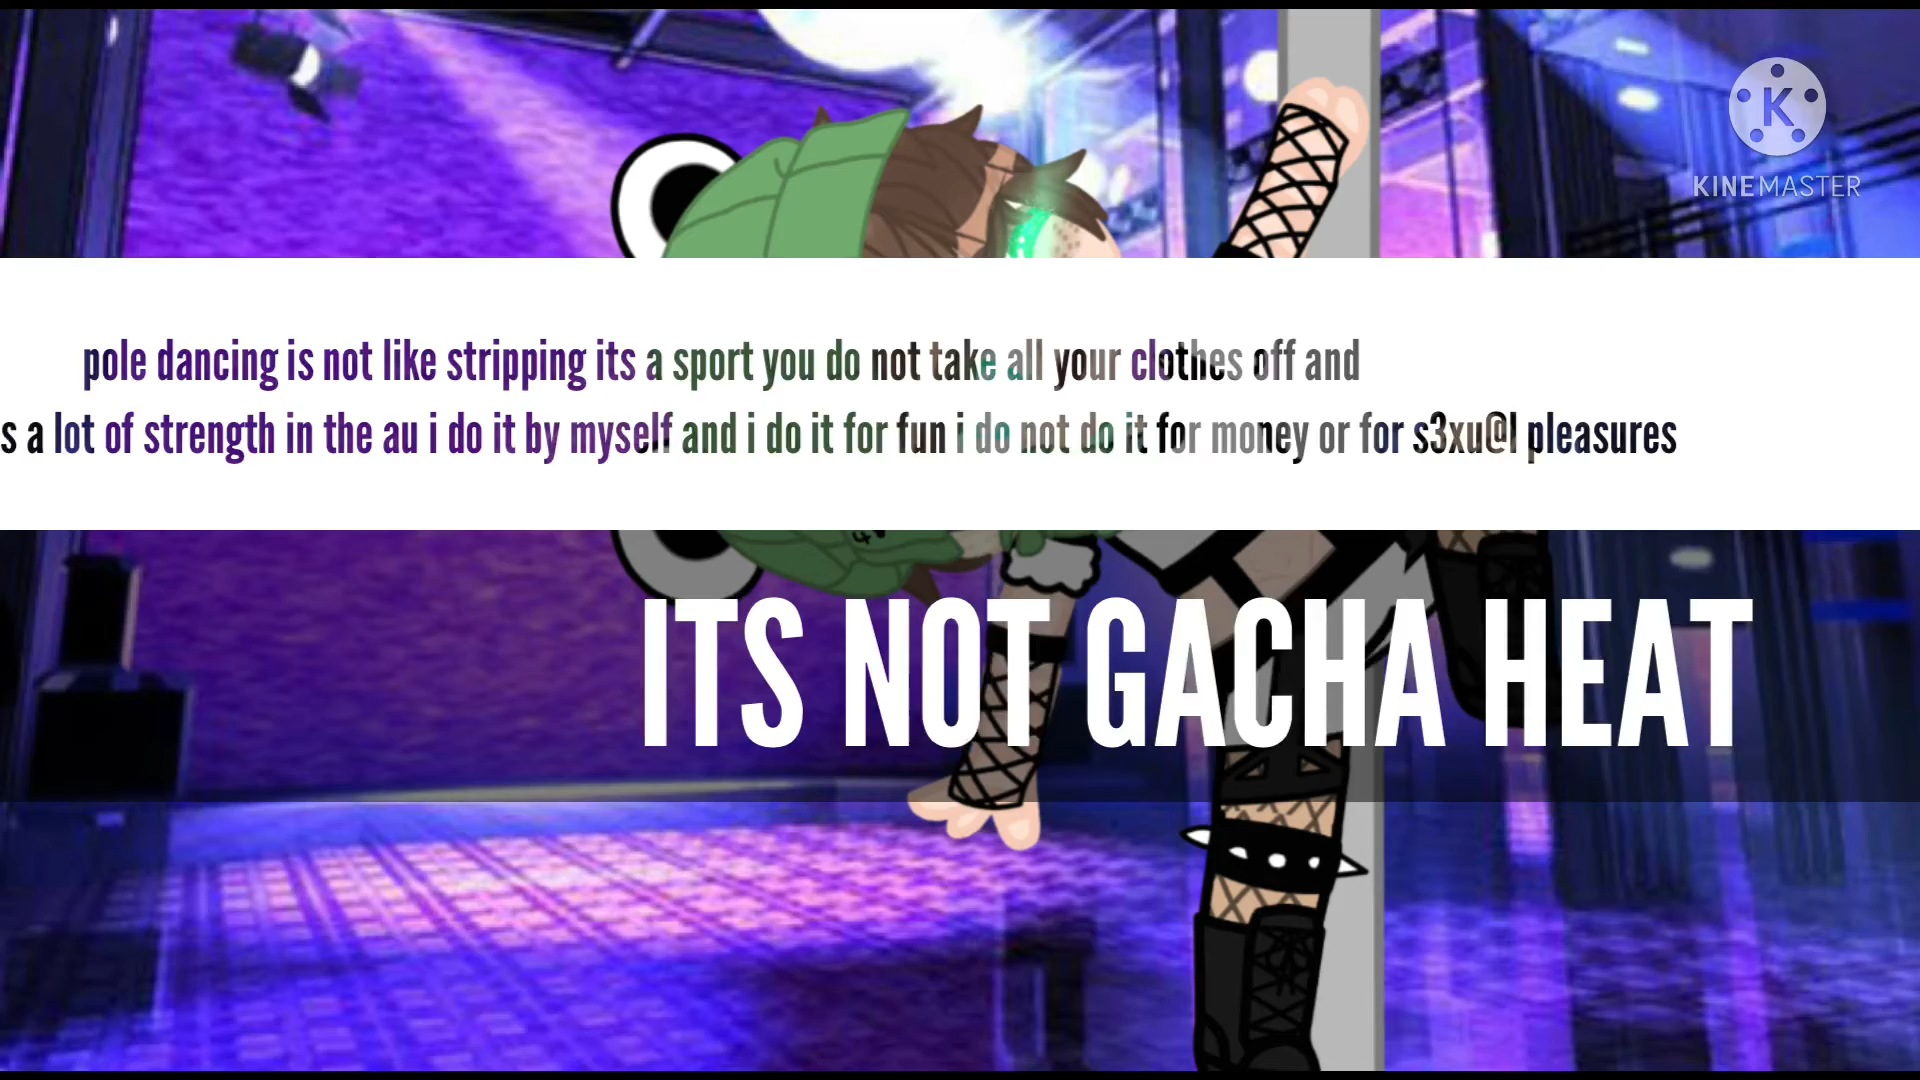 KINEMASTER
pole dancing is not like stripping its a sport you do not take all your clothes off and
s a lot of strength in the au i do it by myself and i do it for fun i do not do it for money or for s3xu@l pleasures
ITS NOT GACHA HEAT